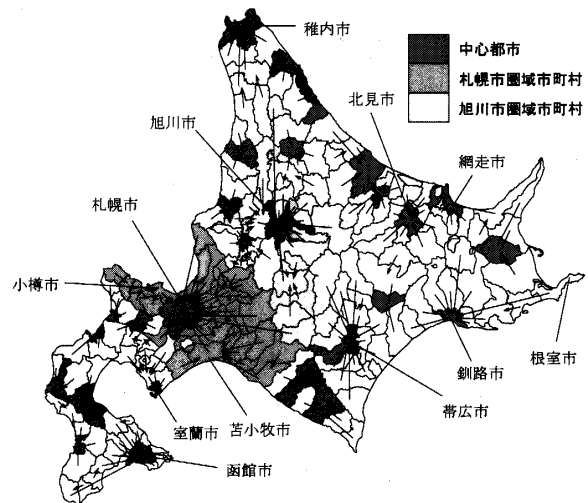 稚内市
中心都市
札幌市圏域市町村
旭川市圏域市町村
北見市
旭川市
網走市
札幌市
小樽市
根室市
釧路市
帯広市
室蘭市
苫小牧市
函館市